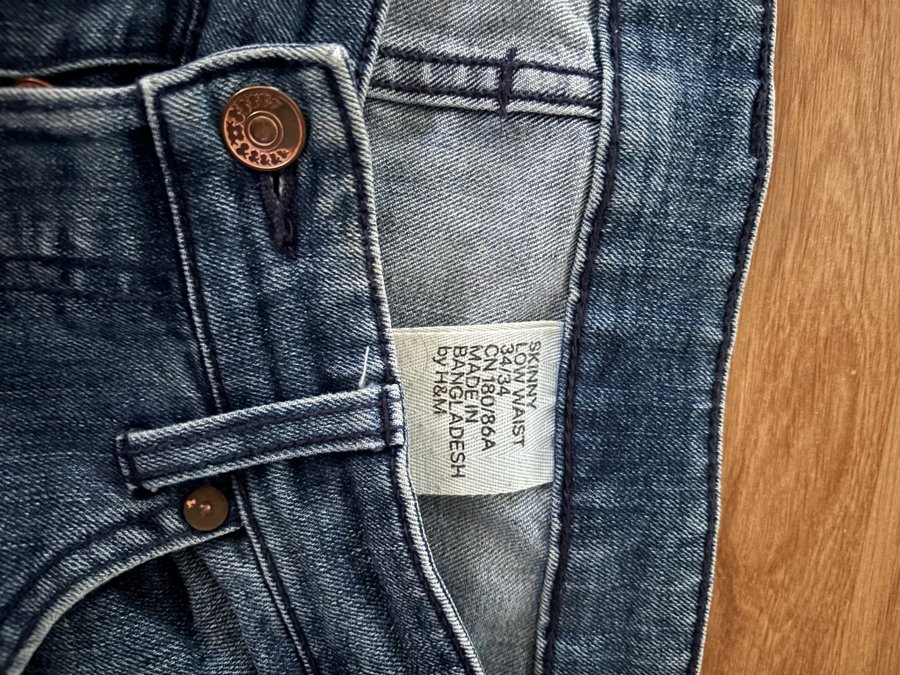 SKINNY
LOW WAIST
34/34
CN 180/86A
MADE IN
BANGLADESH
by H&M